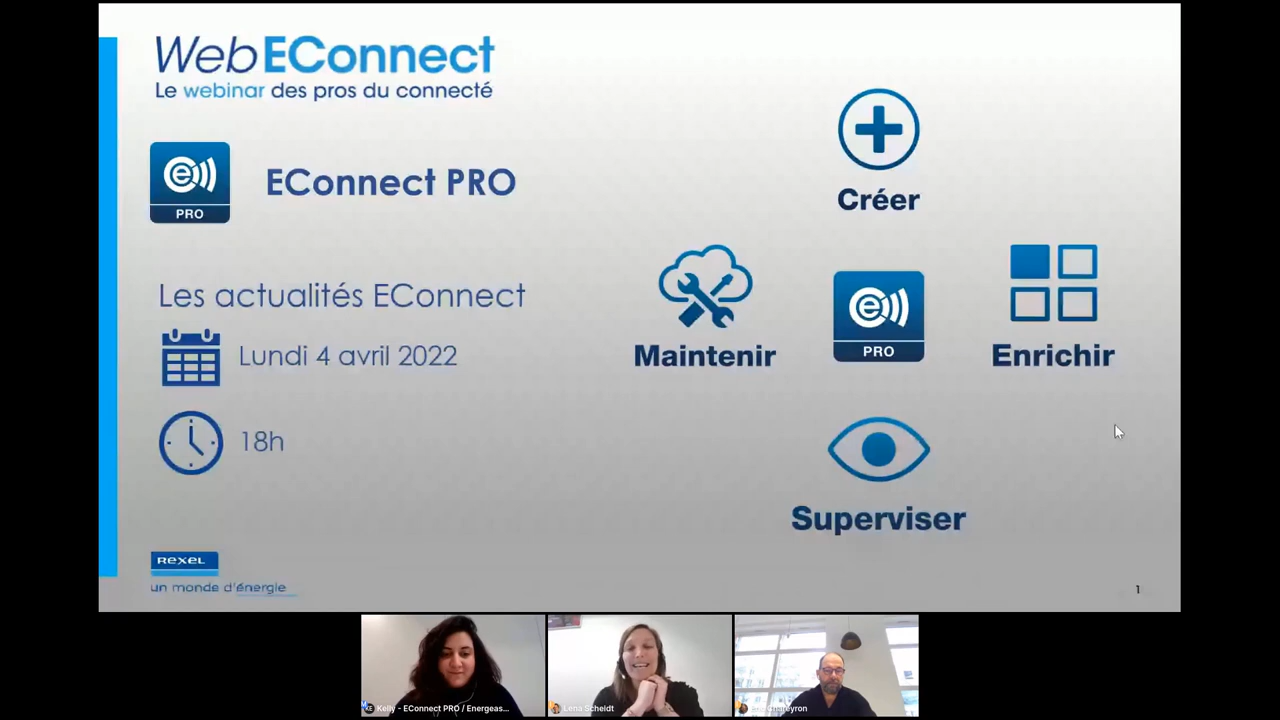 WebEConnect
Le webinar des pros du connecté
e
PRO
EConnect PRO
Les actualités EConnect
Lundi 4 avril 2022
18h
Créer
Maintenir
e
PRO
Enrichir
Superviser
REXEL
un monde d'énergie
1
Kelly - EConnect PRO / Energeas...
Lena Scheidt